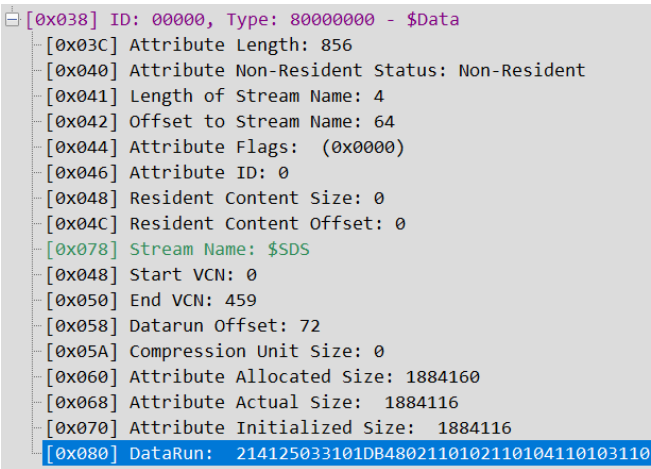 [0x038] ID: 00000, Type: 80000000 - $Data
[0x03C] Attribute Length: 856
[0x040] Attribute Non-Resident Status: Non-Resident
[0x041] Length of Stream Name: 4
[0x042] Offset to Stream Name: 64
[0x044] Attribute Flags:  (0x0000)
[0x046] Attribute ID: 0
[0x048] Resident Content Size: 0
[0x04C] Resident Content Offset: 0
[0x078] Stream Name: $SDS
[0x048] Start VCN: 0
[0x050] End VCN: 459
[0x058] Datarun Offset: 72
[0x05A] Compression Unit Size: 0
[0x060] Attribute Allocated Size: 1884160
[0x068] Attribute Actual Size:  1884116
[0x070] Attribute Initialized Size:  1884116
[0x080] DataRun:  214125033101DB4802110102110104110103110